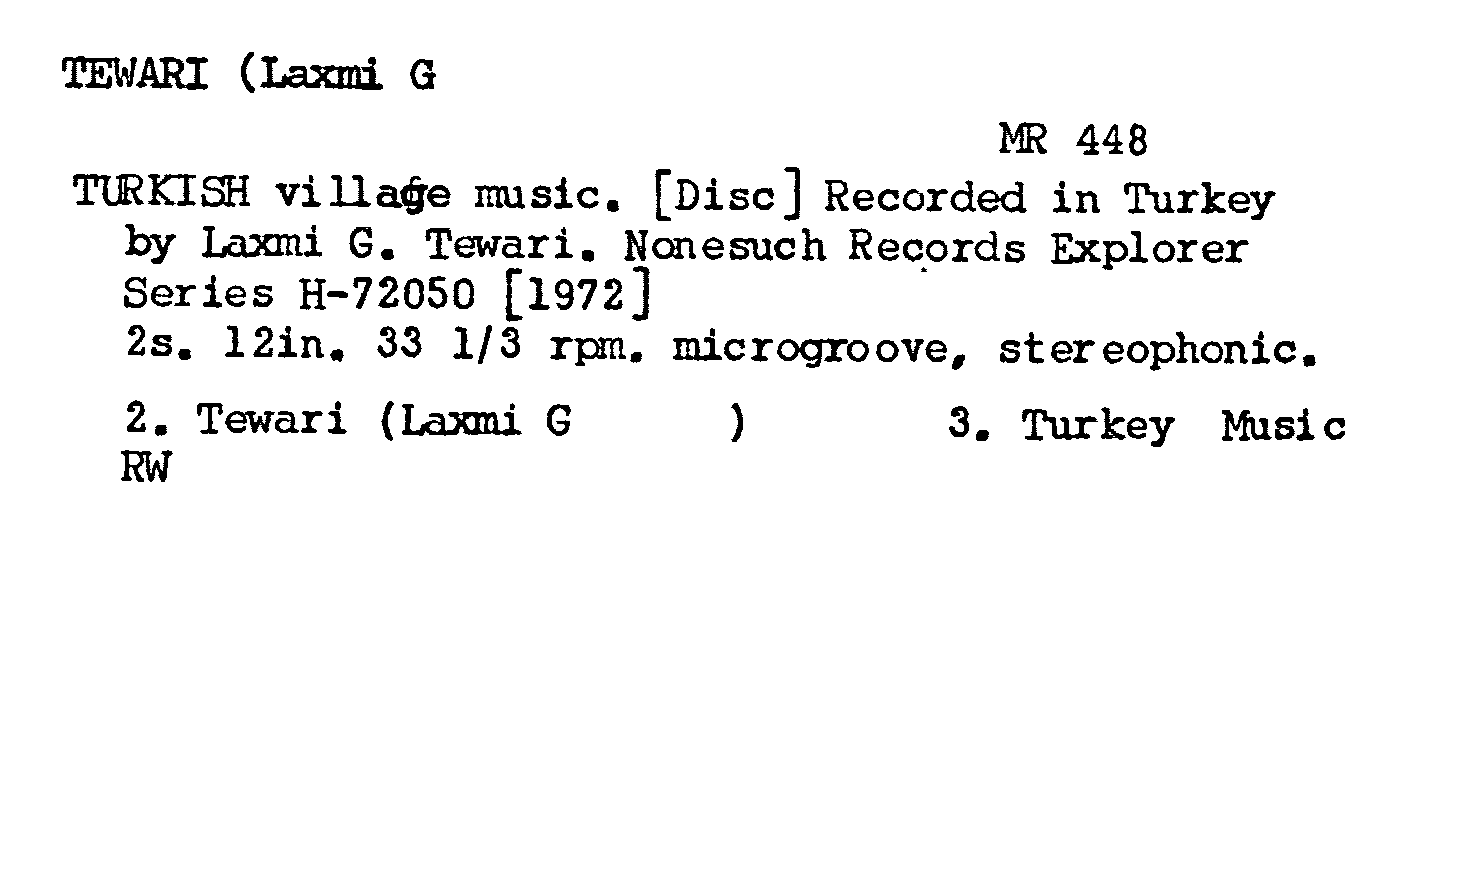 TEWARI (Laxmi G
MR 448
TURKISH village music. [Disc] Recorded in Turkey
by Laxmi G. Tewari. Nonesuch Records Explorer
Series H-72050 [1972]
2s. 12in. 33 1/3 rpm. microgroove, stereophonic.
2. Tewari (Laxmi G ) 3. Turkey Music
RW